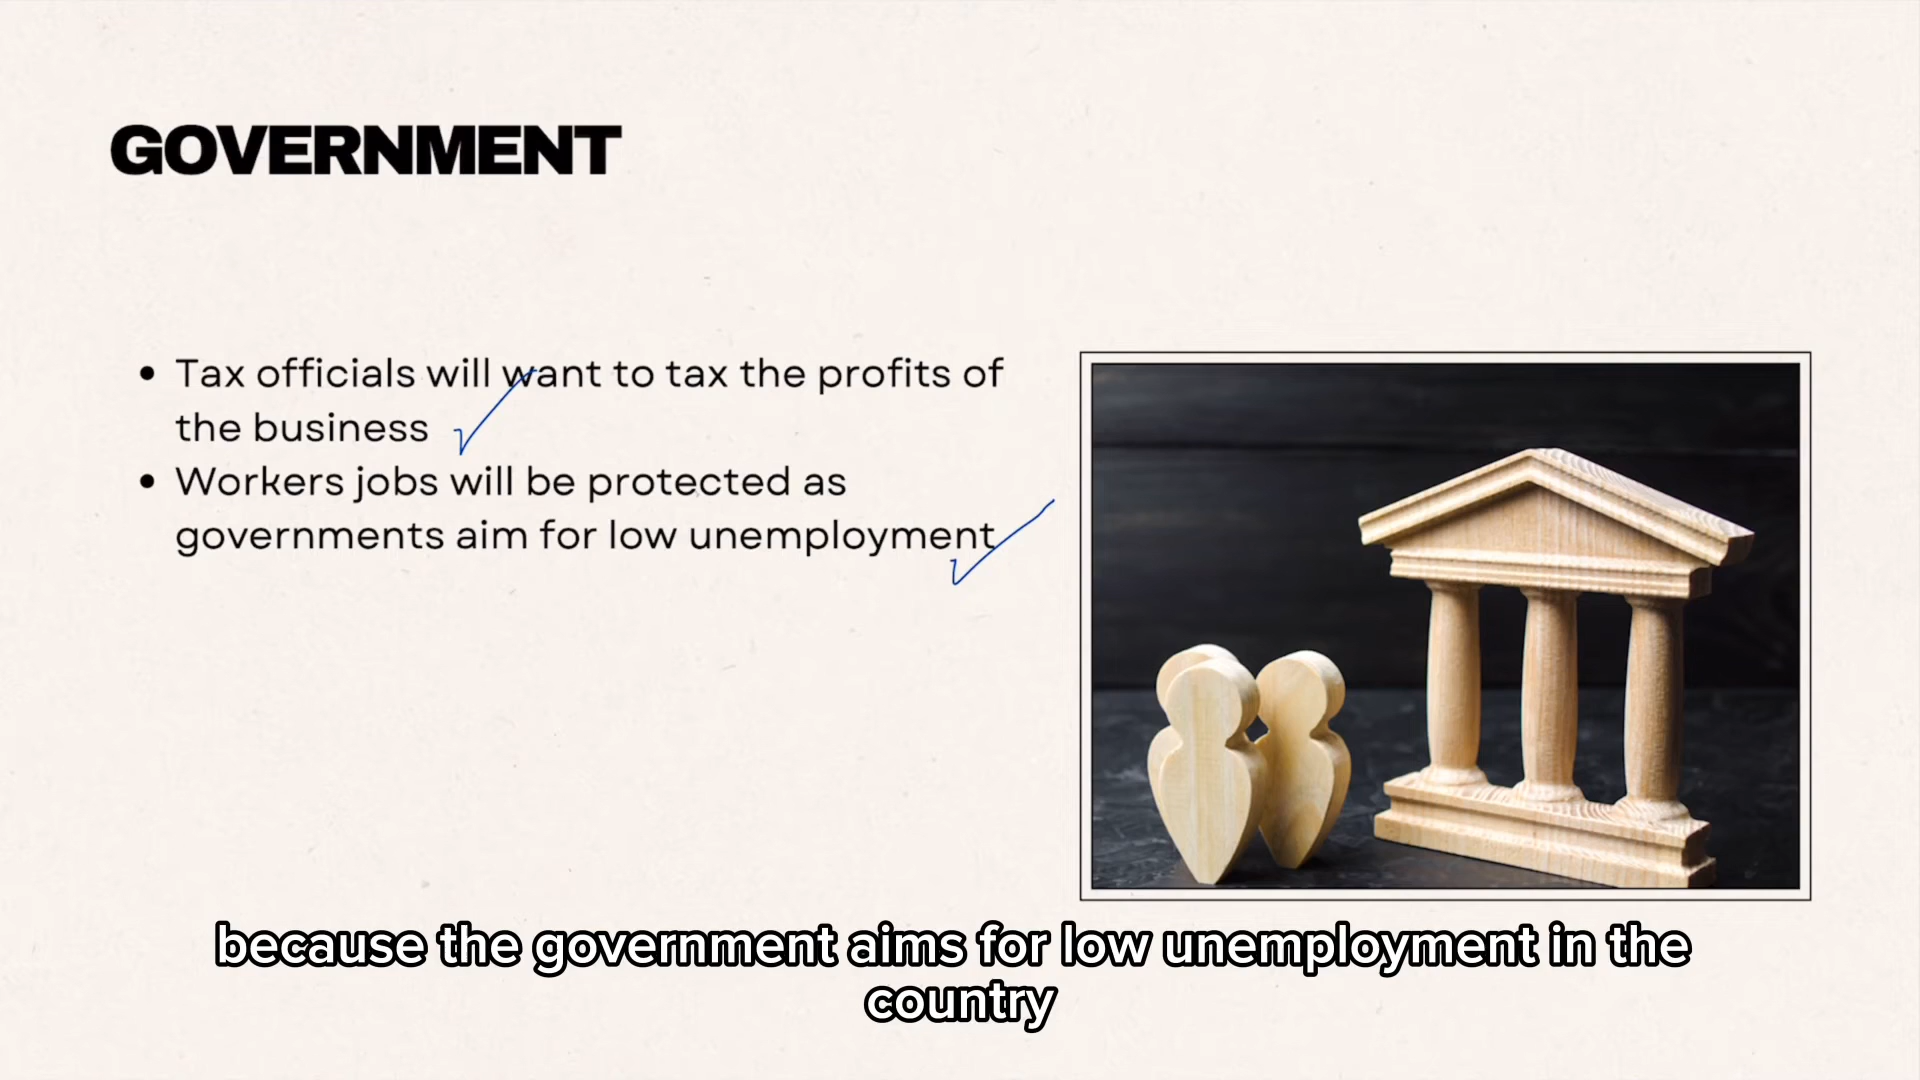 GOVERNMENT
• Tax officials will want to tax the profits of
the business
• Workers jobs will be protected as
governments aim for low unemployment
because the government aims for low unemployment in the
country